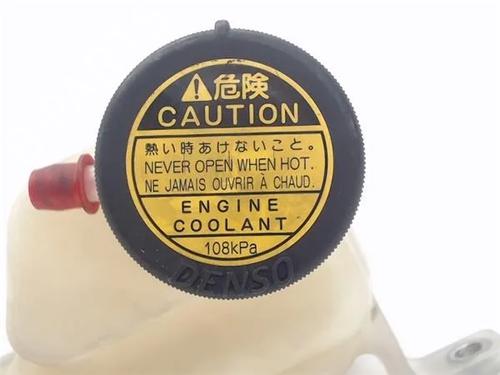 危険
CAUTION
熱い時あけないこと。
NEVER OPEN WHEN HOT.
NE JAMAIS OUVRIR À CHAUD.
ENGINE
COOLANT
108kPa
DENSO